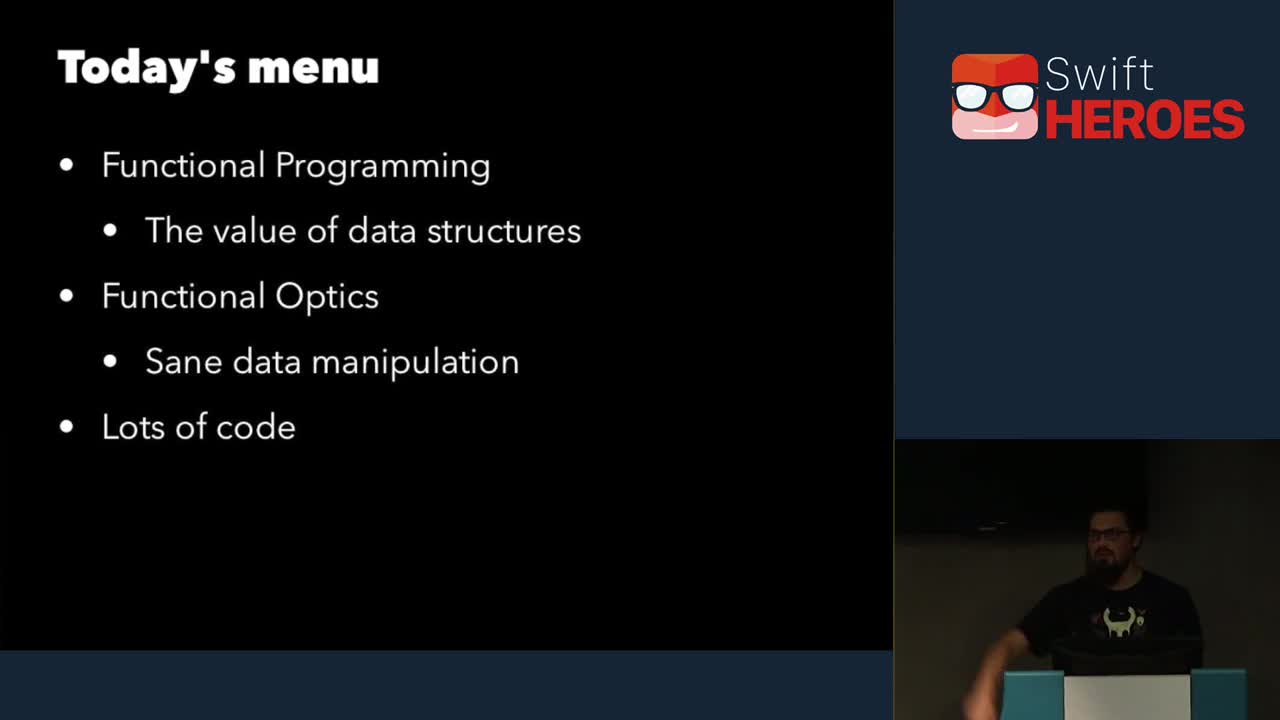 Today's menu
• Functional Programming
• The value of data structures
• Functional Optics
• Sane data manipulation
• Lots of code
Swift
HEROES